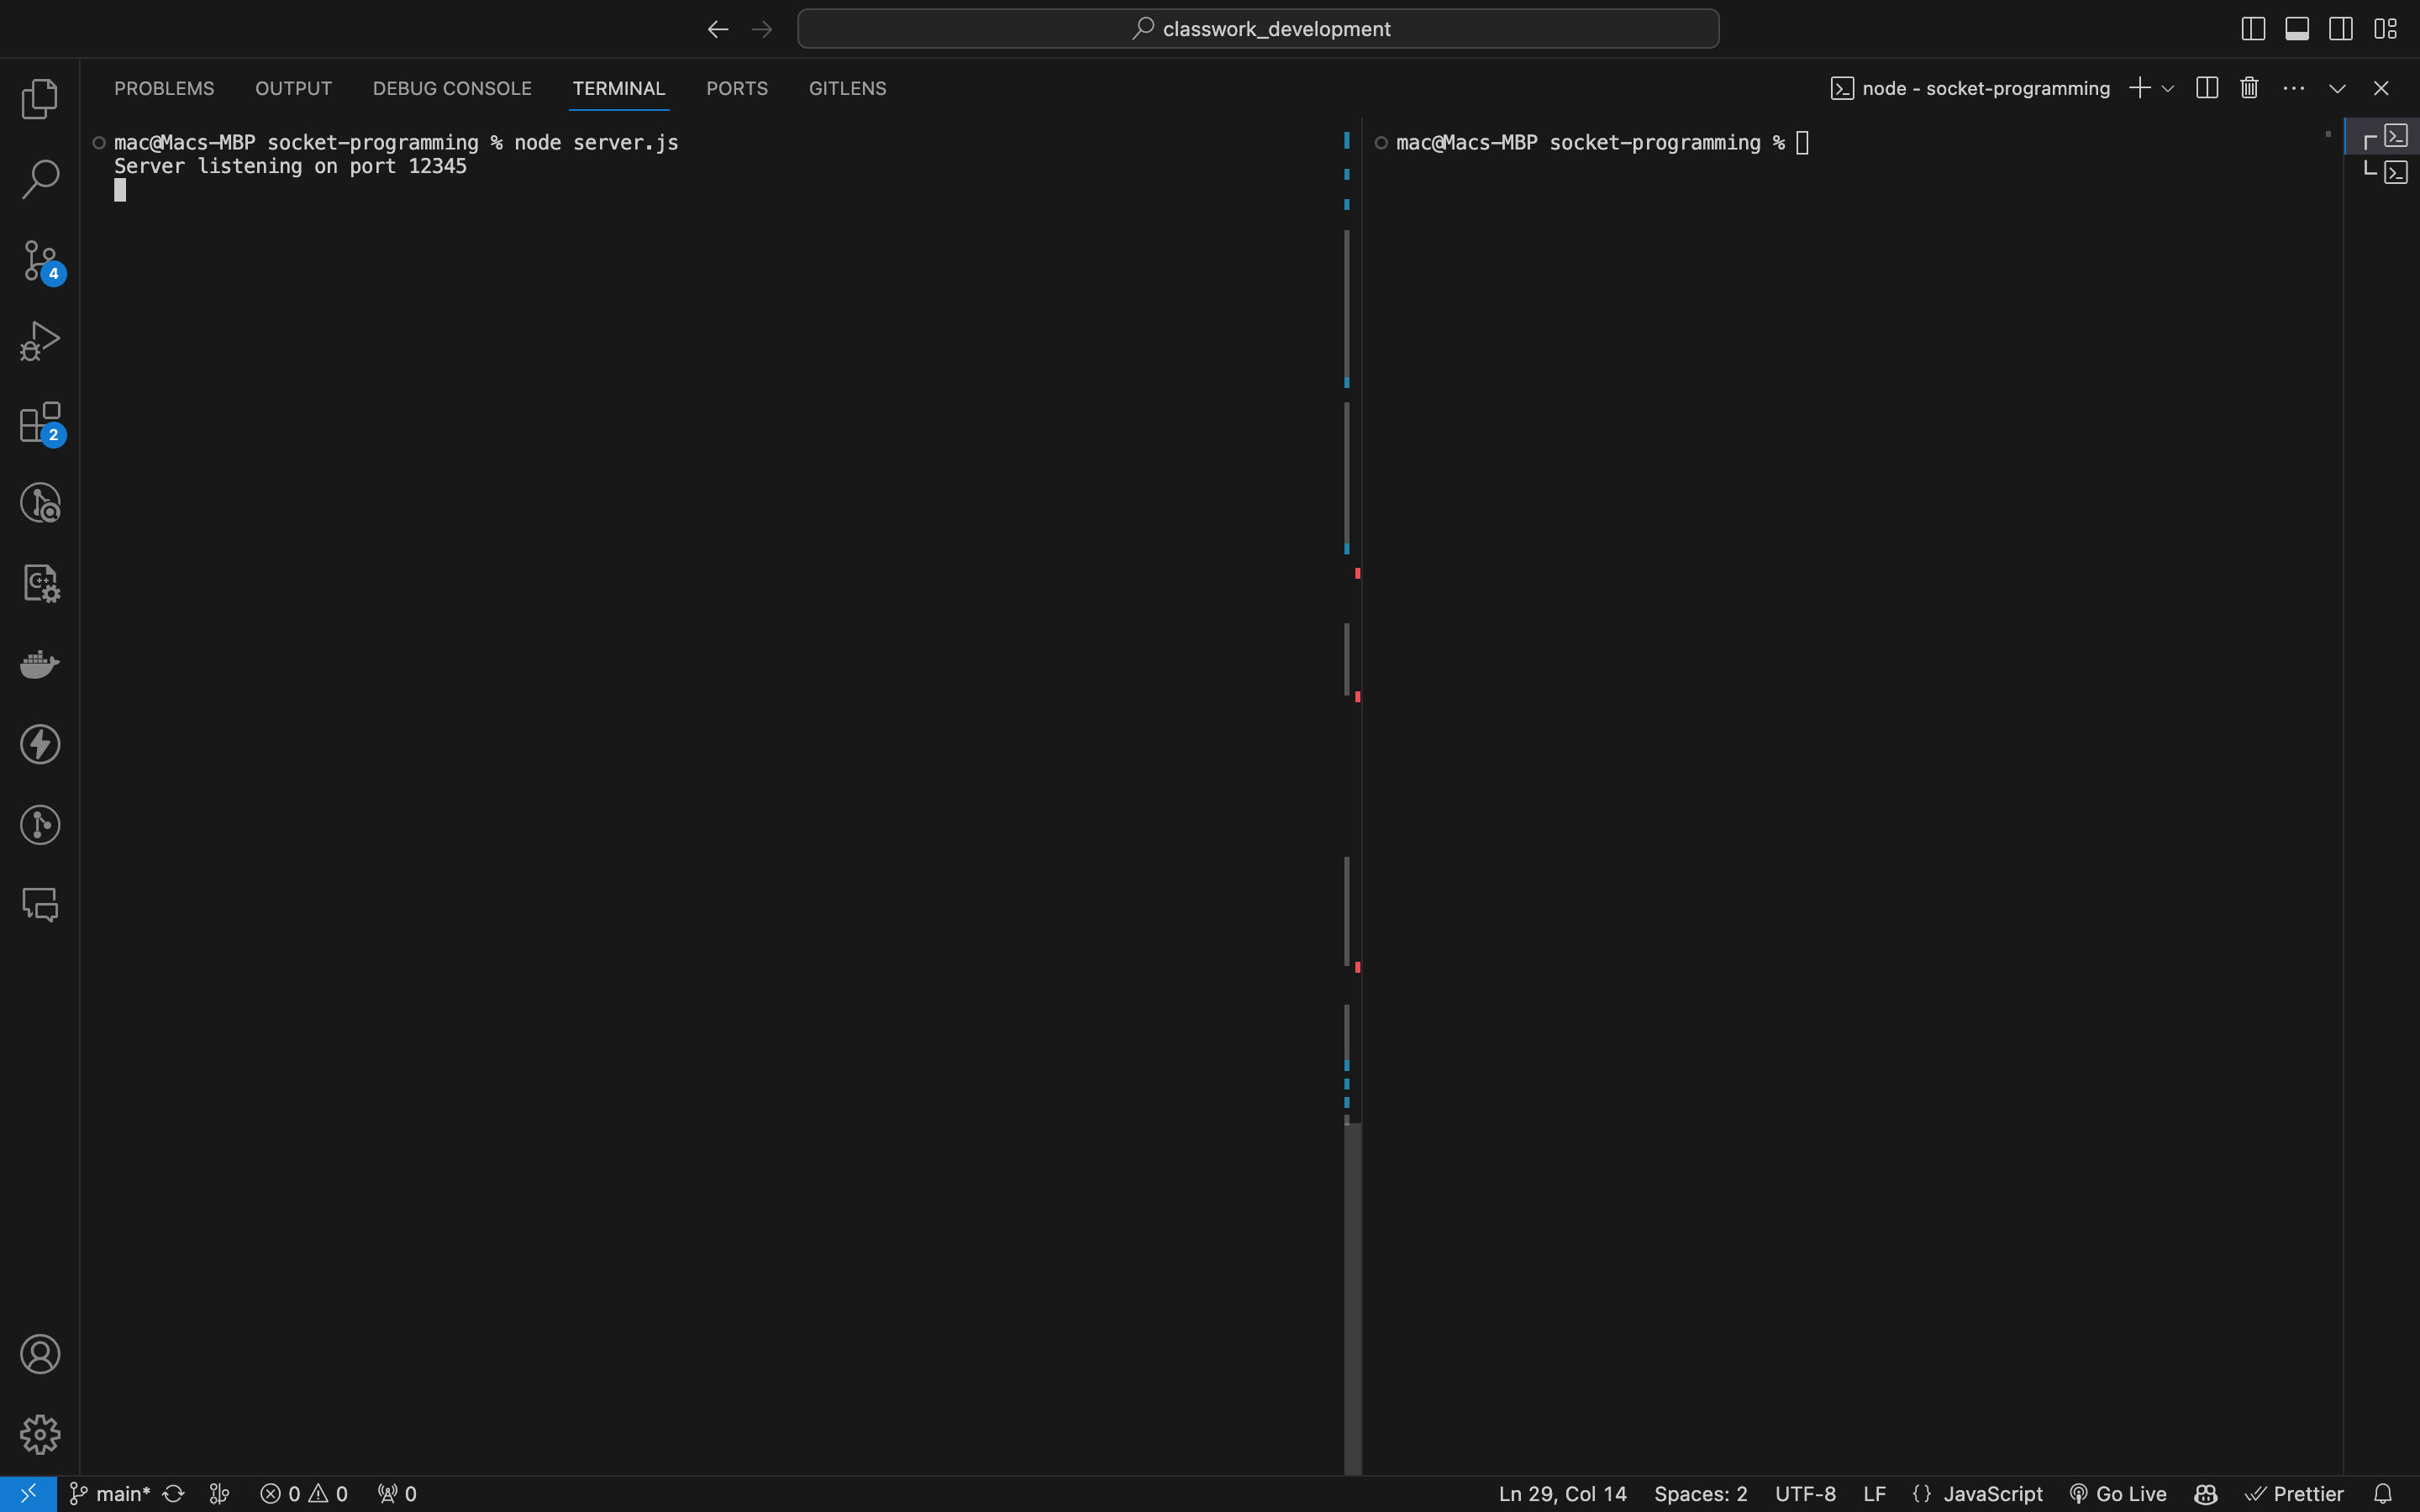 classwork_development
PROBLEMS OUTPUT DEBUG CONSOLE TERMINAL PORTS GITLENS
node - socket-programming
mac@Macs-MBP socket-programming % node server.js
Server listening on port 12345
mac@Macs-MBP socket-programming %
4
2
C++
main* 0 0 0
Ln 29, Col 14 Spaces: 2 UTF-8 LF {} JavaScript Go Live Prettier